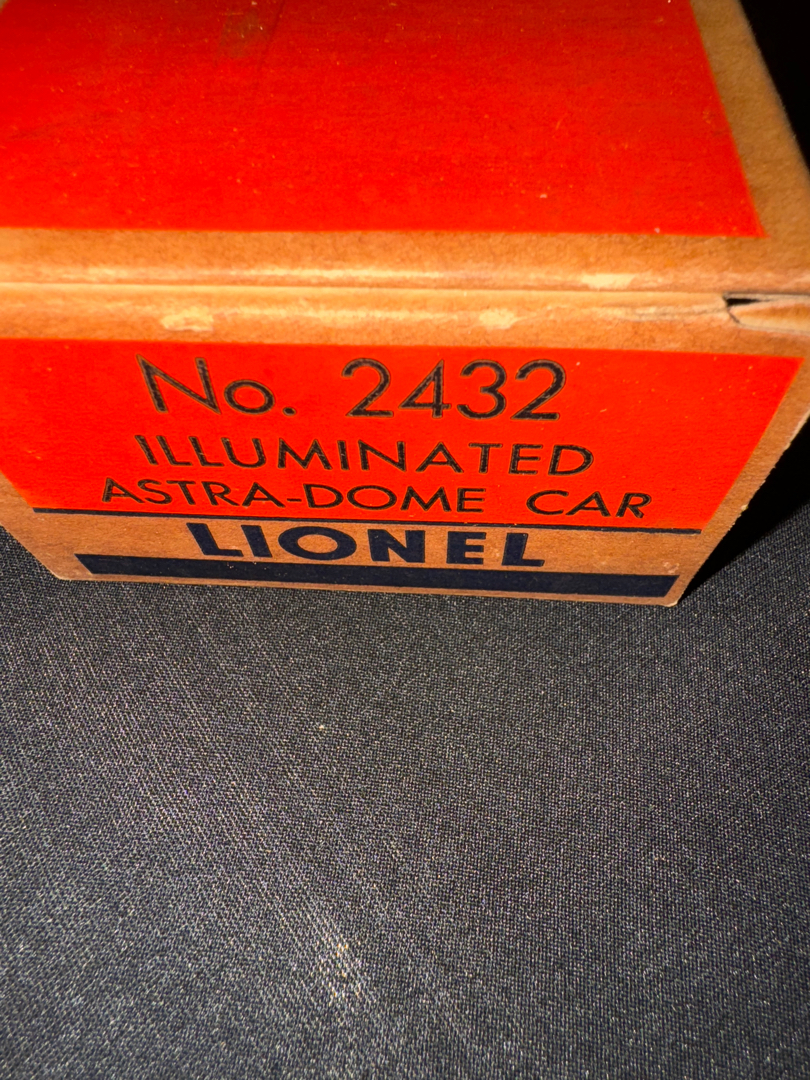 No. 2432
ILLUMINATED
ASTRA-DOME CAR
LIONEL